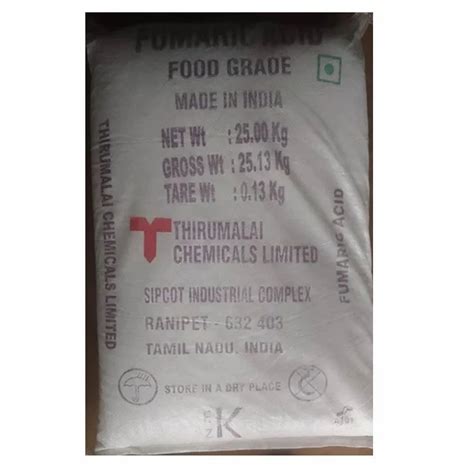 FUMARIC ACID
FOOD GRADE
MADE IN INDIA
NET Wt : 25.00 Kg
GROSS Wt : 25.13 Kg
TARE Wt : 0.13 Kg
THIRUMALAI
CHEMICALS LIMITED
SIPCOT INDUSTRIAL COMPLEX
RANIPET - 632 403
TAMIL NADU, INDIA
STORE IN A DRY PLACE
K
THIRUMALAI CHEMICALS LIMITED
FUMARIC ACID